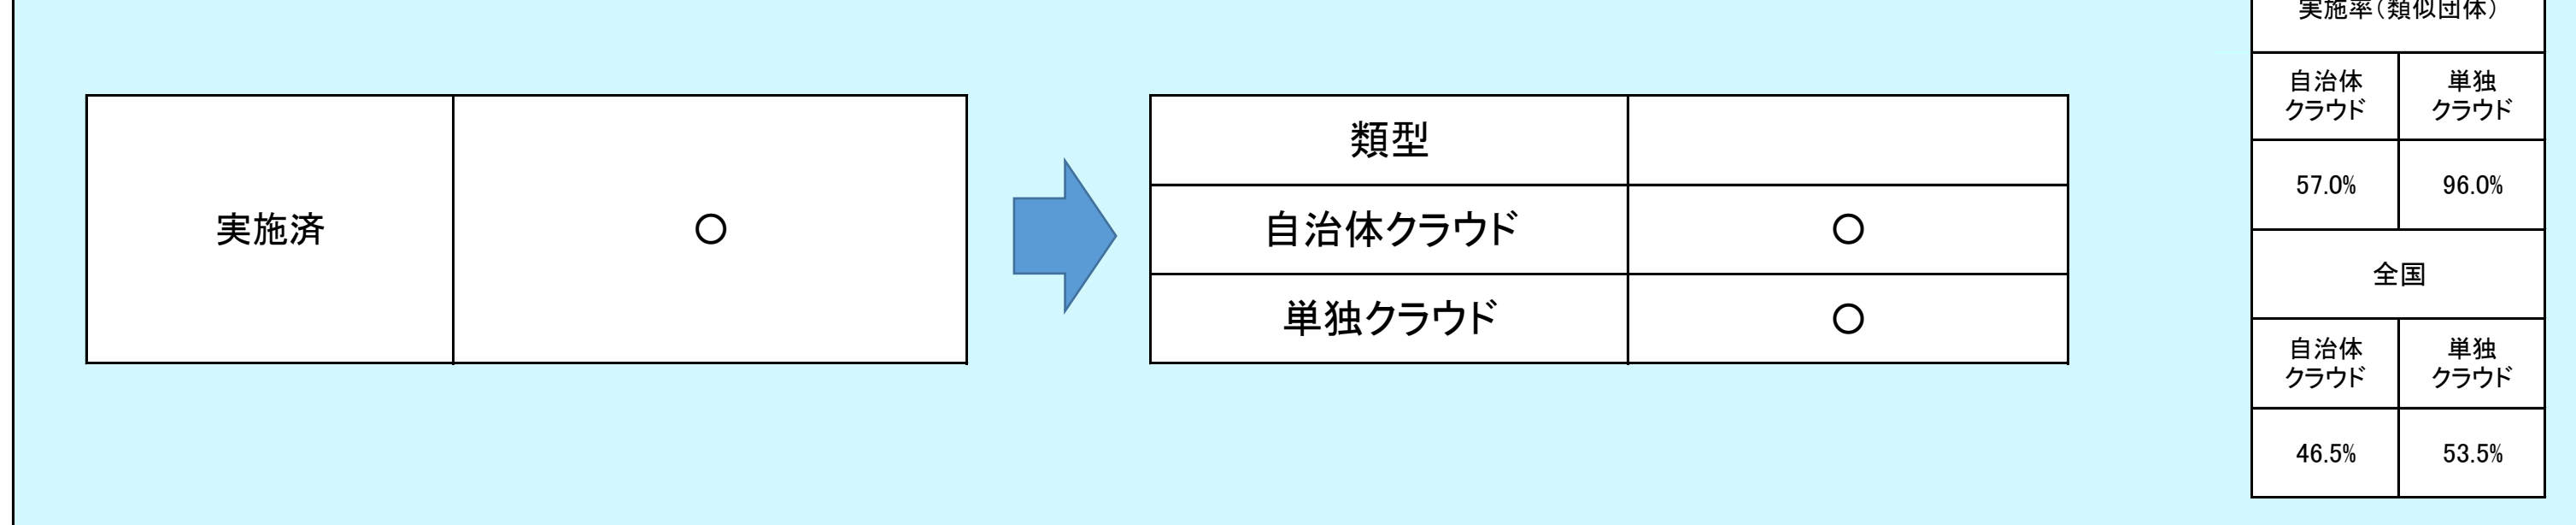 実施済
○
類型
自治体クラウド
○
単独クラウド
○
実施率(類似団体)
自治体
クラウド
単独
クラウド
57.0%
96.0%
全国
自治体
クラウド
単独
クラウド
46.5%
53.5%